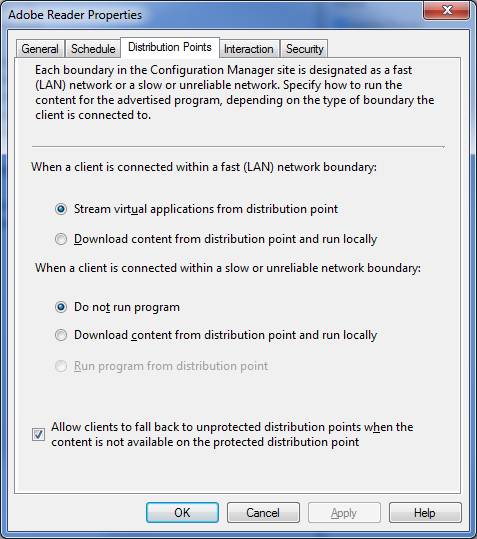 Adobe Reader Properties
General Schedule Distribution Points Interaction Security
Each boundary in the Configuration Manager site is designated as a fast
(LAN) network or a slow or unreliable network. Specify how to run the
content for the advertised program, depending on the type of boundary the
client is connected to.
When a client is connected within a fast (LAN) network boundary:
Stream virtual applications from distribution point
Download content from distribution point and run locally
When a client is connected within a slow or unreliable network boundary:
Do not run program
Download content from distribution point and run locally
Run program from distribution point
Allow clients to fall back to unprotected distribution points when the
content is not available on the protected distribution point
OK Cancel Apply Help